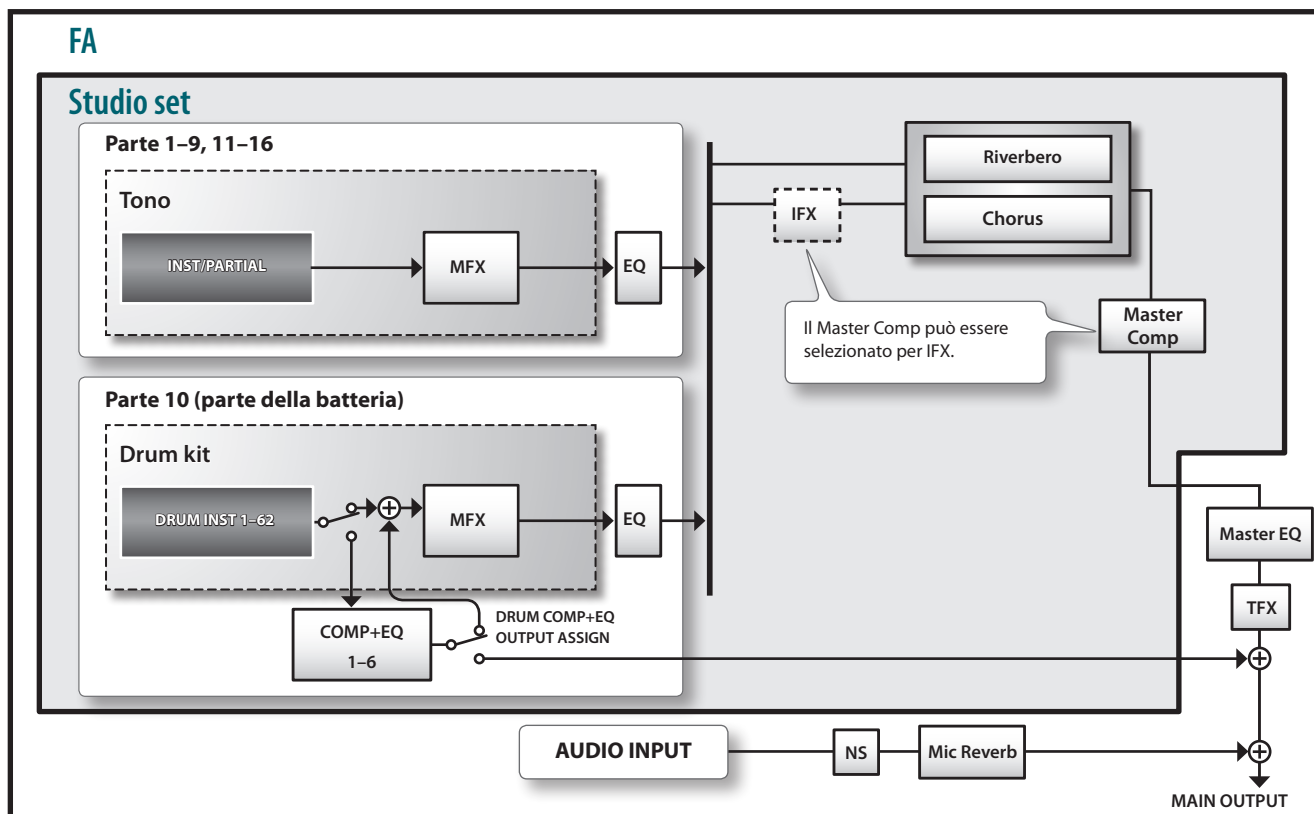 FA
Studio set
Parte 1–9, 11–16
Tono
INST/PARTIAL
MFX
EQ
IFX
Riverbero
Chorus
Il Master Comp può essere
selezionato per IFX.
Master
Comp
Parte 10 (parte della batteria)
Drum kit
DRUM INST 1–62
MFX
EQ
COMP+EQ
1–6
DRUM COMP+EQ
OUTPUT ASSIGN
Master EQ
TFX
AUDIO INPUT
NS
Mic Reverb
MAIN OUTPUT